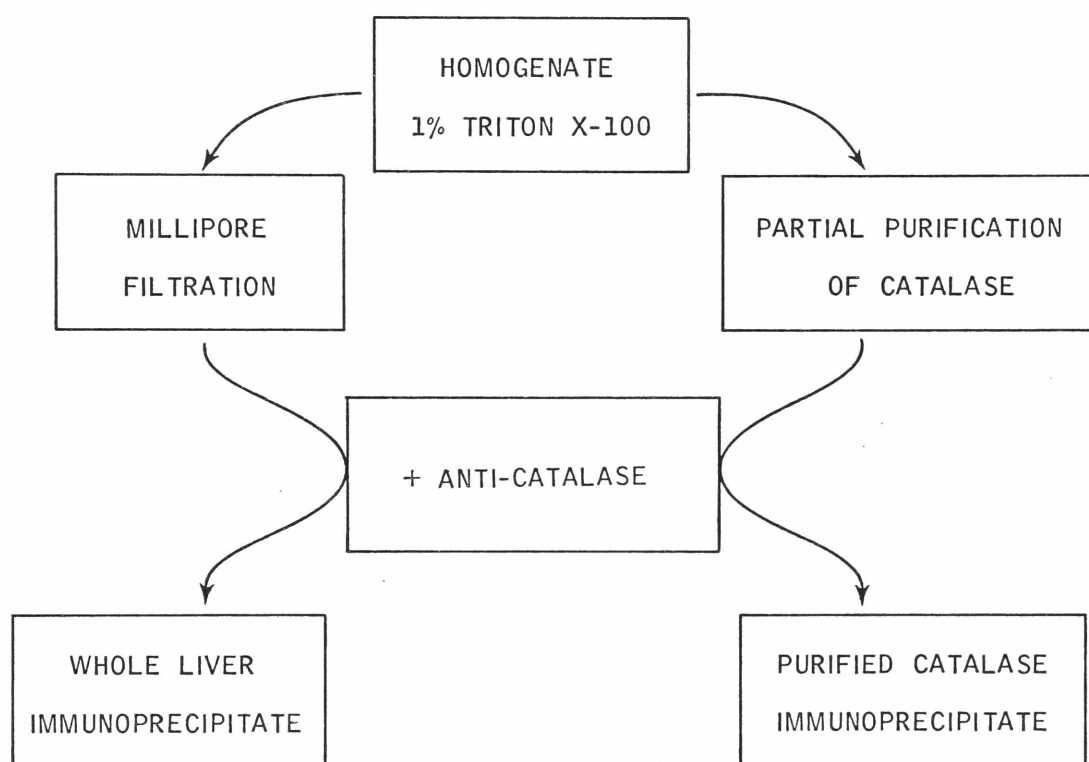 HOMOGENATE
1% TRITON X-100
MILLIPORE
FILTRATION
PARTIAL PURIFICATION
OF CATALASE
+ ANTI-CATALASE
WHOLE LIVER
IMMUNOPRECIPITATE
PURIFIED CATALASE
IMMUNOPRECIPITATE